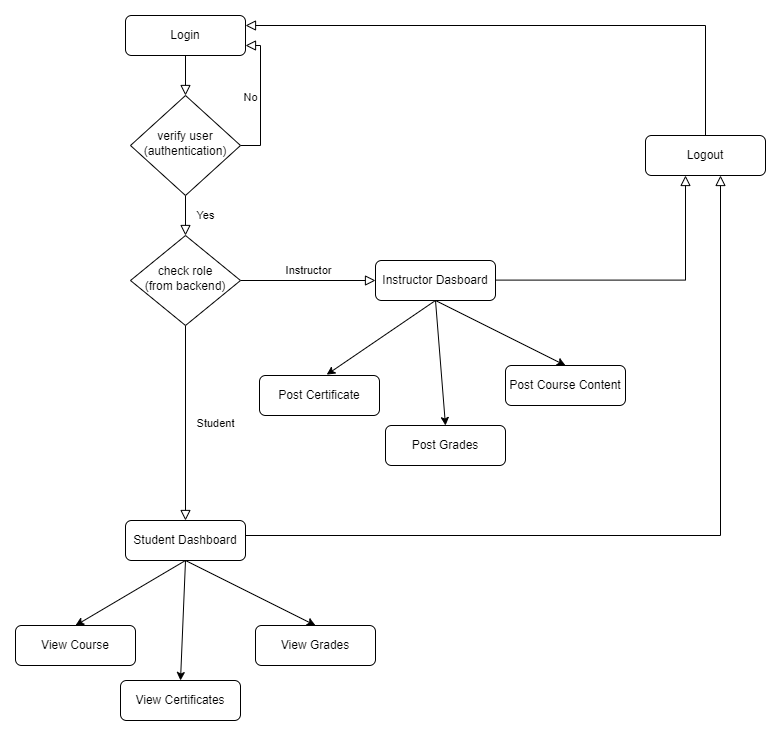 Login
No
verify user
(authentication)
Logout
Yes
check role
(from backend)
Instructor
Instructor Dasboard
Post Certificate
Post Course Content
Student
Post Grades
Student Dashboard
View Course
View Grades
View Certificates